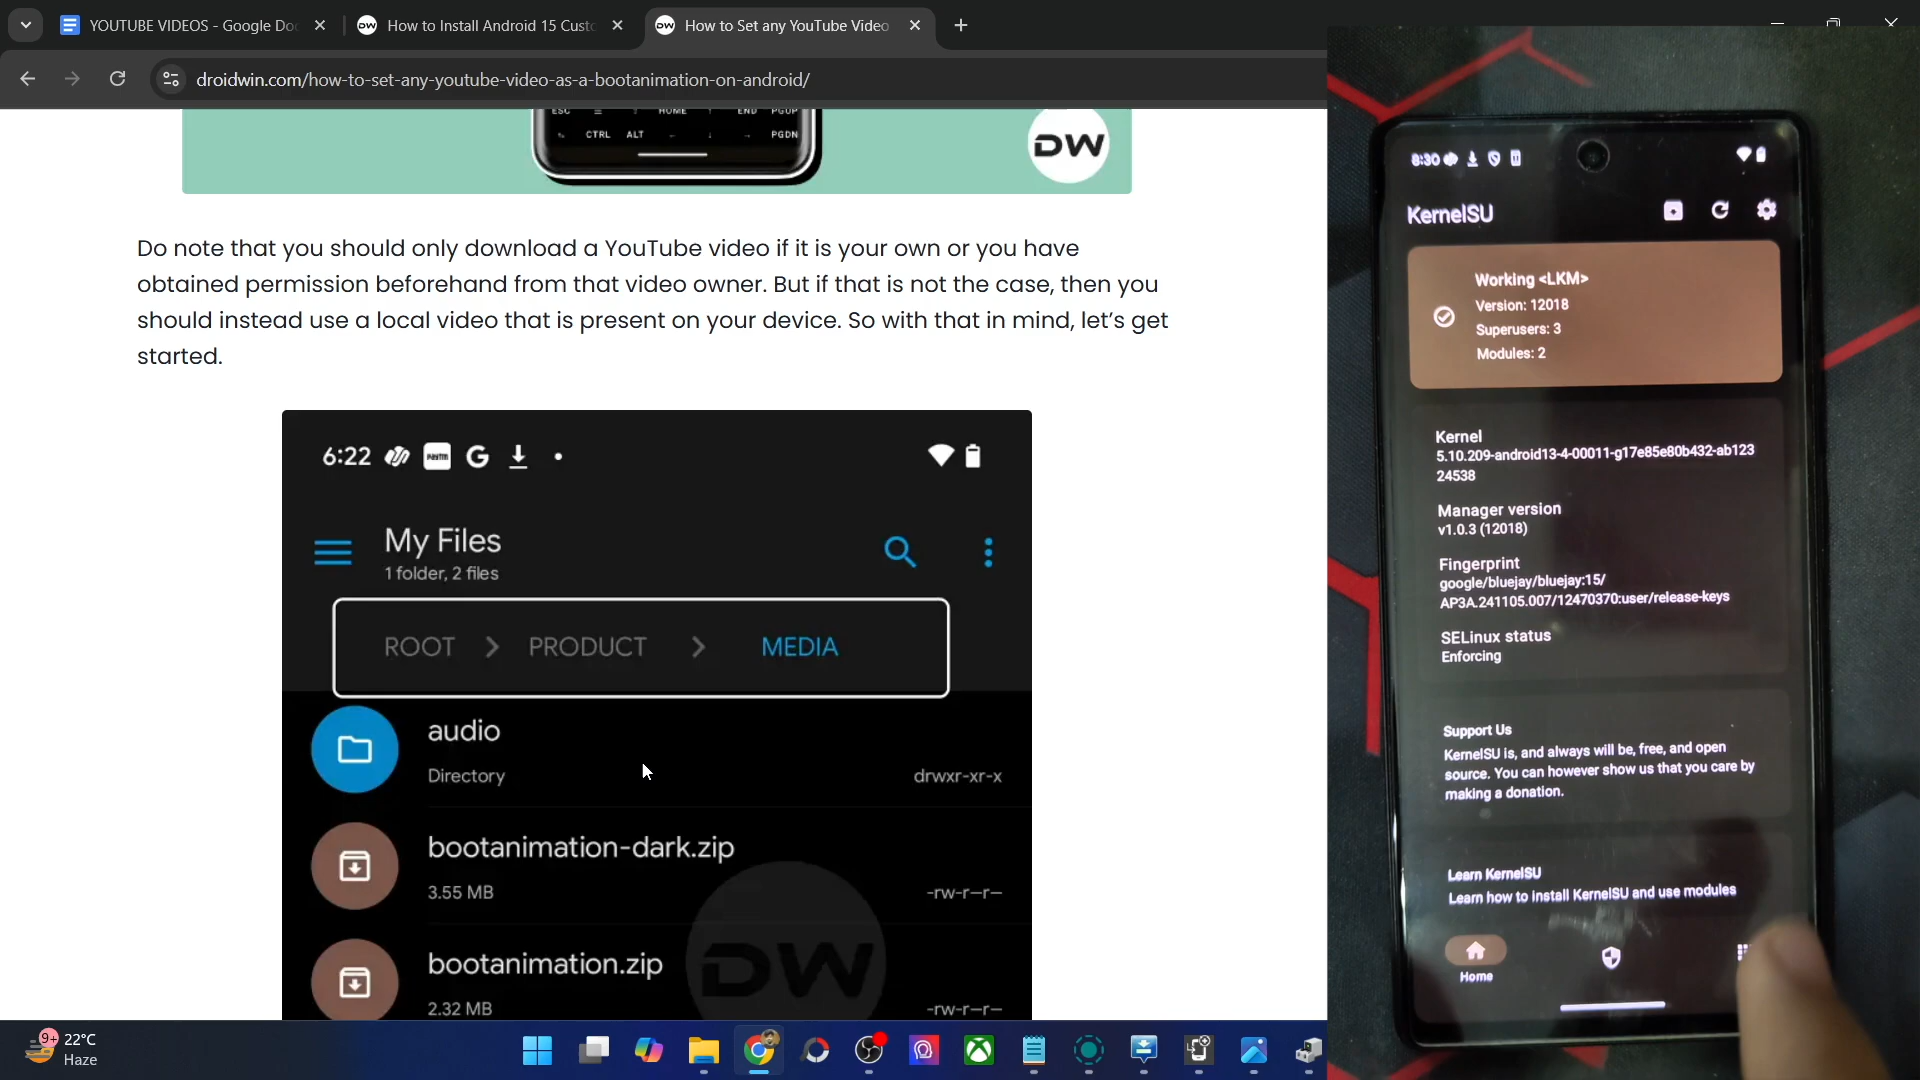 YOUTUBE VIDEOS - Google Doc
How to Install Android 15 Custo
How to Set any YouTube Video
droidwin.com/how-to-set-any-youtube-video-as-a-bootanimation-on-android/
ESC HOME END PGUP
CTRL ALT PGDN
DW
Do note that you should only download a YouTube video if it is your own or you have
obtained permission beforehand from that video owner. But if that is not the case, then you
should instead use a local video that is present on your device. So with that in mind, let's get
started.
6:22
My Files
1 folder, 2 files
ROOT > PRODUCT > MEDIA
audio
Directory drwxr-xr-x
bootanimation-dark.zip
3.55 MB -rw-r--r--
bootanimation.zip
2.32 MB -rw-r--r--
DW
8:30
KernelSU
Working <LKM>
Version: 12018
Superusers: 3
Modules: 2
Kernel
5.10.209-android13-4-00011-g17e85e80b432-ab123
24538
Manager version
v1.0.3 (12018)
Fingerprint
google/bluejay/bluejay:15/
AP3A.241105.007/12470370:user/release-keys
SELinux status
Enforcing
Support Us
KernelSU is, and always will be, free, and open
source. You can however show us that you care by
making a donation.
Learn KernelSU
Learn how to install KernelSU and use modules
Home
9+ 22°C
Haze